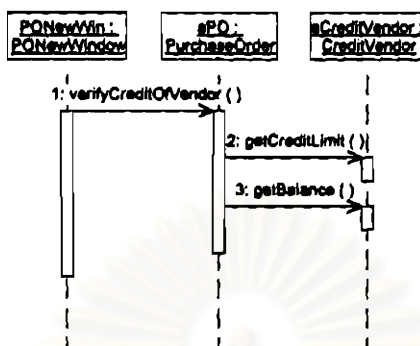 PONewWin :
PONewWindow
aPO :
PurchaseOrder
aCreditVendor :
CreditVendor
1: verifyCreditOfVendor ( )
2: getCreditLimit ( )
3: getBalance ( )